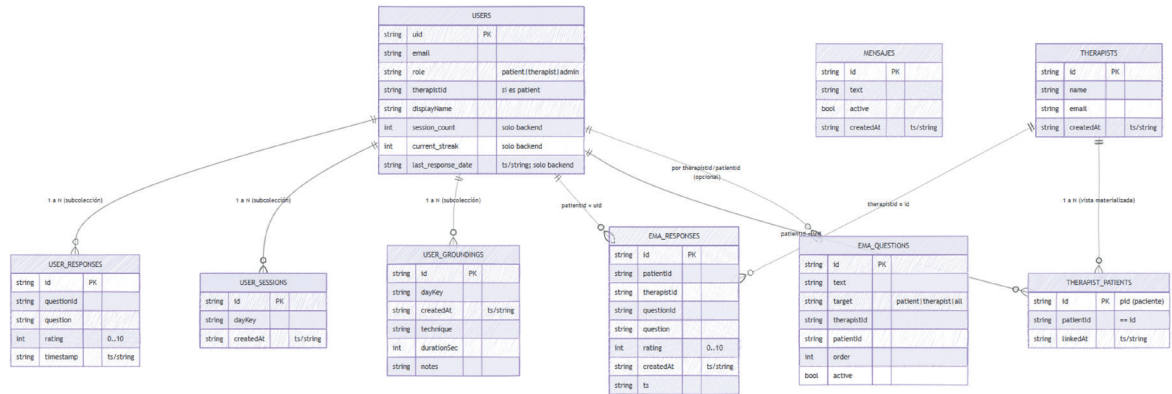 USERS
string uid PK
string email
string role patient|therapist|admin
string therapistId si es patient
string displayName
int session_count solo backend
int current_streak solo backend
string last_response_date ts/string; solo backend
MENSAJES
string id PK
string text
bool active
string createdAt ts/string
THERAPISTS
string id PK
string name
string email
string createdAt ts/string
1 a N (subcolección)
1 a N (subcolección)
1 a N (subcolección)
patientId = uid
por therapistId/patientId
(opcional)
therapistId = id
1 a N (vista materializada)
USER_RESPONSES
string id PK
string questionId
string question
int rating 0..10
string timestamp ts/string
USER_SESSIONS
string id PK
string dayKey
string createdAt ts/string
USER_GROUNDINGS
string id PK
string dayKey
string createdAt ts/string
string technique
int durationSec
string notes
EMA_RESPONSES
string id PK
string patientId
string therapistId
string questionId
string question
int rating 0..10
string createdAt ts/string
string ts
EMA_QUESTIONS
string id PK
string text
string target patient|therapist|all
string therapistId
string patientId
int order
bool active
THERAPIST_PATIENTS
string id PK pid (paciente)
string patientId == id
string linkedAt ts/string